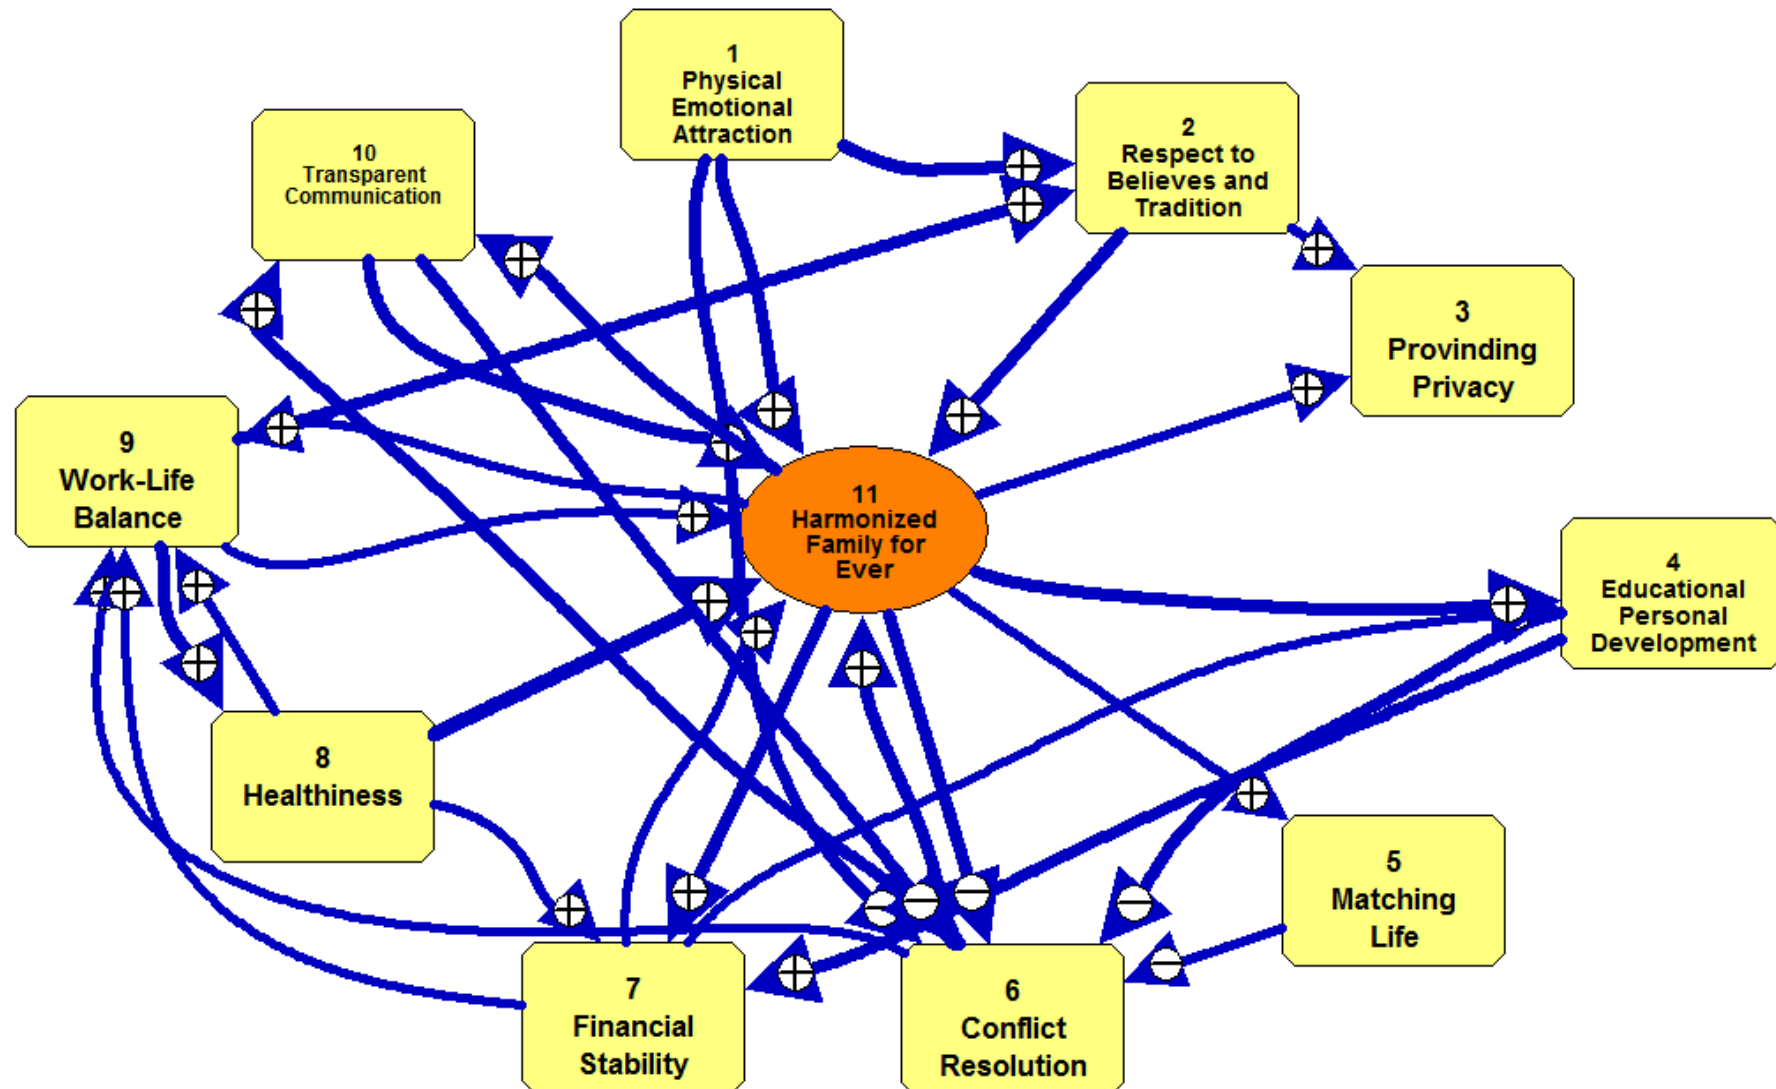 1
Physical
Emotional
Attraction
2
Respect to
Believes and
Tradition
3
Provinding
Privacy
4
Educational
Personal
Development
5
Matching
Life
6
Conflict
Resolution
7
Financial
Stability
8
Healthiness
9
Work-Life
Balance
10
Transparent
Communication
11
Harmonized
Family for
Ever